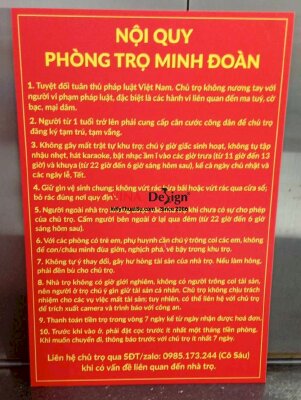 NỘI QUY
PHÒNG TRỌ MINH ĐOÀN
1. Tuyệt đối tuân thủ pháp luật Việt Nam. Chủ trọ không nương tay với
người vi phạm pháp luật, đặc biệt là các hành vi liên quan đến ma tuý, cờ
bạc, mại dâm.
2. Người từ 1 tuổi trở lên phải cung cấp căn cước công dân để chủ trọ
đăng ký tạm trú, tạm vắng.
3. Không gây mất trật tự khu trọ; chú ý giờ giấc sinh hoạt, không tụ tập
nhậu nhẹt, hát karaoke, bật nhạc ầm ĩ vào các giờ trưa (từ 11 giờ đến 13
giờ) và khuya (từ 22 giờ đến 6 giờ sáng hôm sau), kể cả ngày chủ nhật và
các ngày lễ, Tết.
4. Giữ gìn vệ sinh chung; không vứt rác bừa bãi hoặc vứt rác qua cửa sổ;
bỏ rác đúng nơi quy định.
5. Người ngoài nhà trọ khi chưa có sự cho phép
của chủ trọ. Cấm người bên ngoài ở lại qua đêm (từ 22 giờ đến 6 giờ
sáng hôm sau).
6. Với các phòng có trẻ em, phụ huynh cần chú ý trông coi các em, không
để con/cháu mình đùa giỡn, nghịch phá, vẽ bậy trong khu trọ.
7. Không tự ý thay đổi, gây hư hỏng tài sản của nhà trọ. Nếu làm hỏng,
phải đền bù cho chủ trọ.
8. Nhà trọ không có giờ giới nghiêm, không có người trông coi tài sản,
nên người ở trọ chú ý gìn giữ tài sản cá nhân. Chủ trọ không chịu trách
nhiệm cho các vụ việc mất tài sản; tuy nhiên, có thể liên hệ với chủ trọ
để trích xuất camera và trình báo với công an.
9. Thanh toán tiền trọ trong vòng 7 ngày kể từ ngày nhận được hoá đơn.
10. Trước khi vào ở, phải đặt cọc trước ít nhất một tháng tiền phòng.
Khi muốn chuyển đi, thông báo trước với chủ trọ ít nhất 7 ngày.
Liên hệ chủ trọ qua SĐT/zalo: 0985.173.244 (Cô Sáu)
khi có vấn đề liên quan đến nhà trọ.